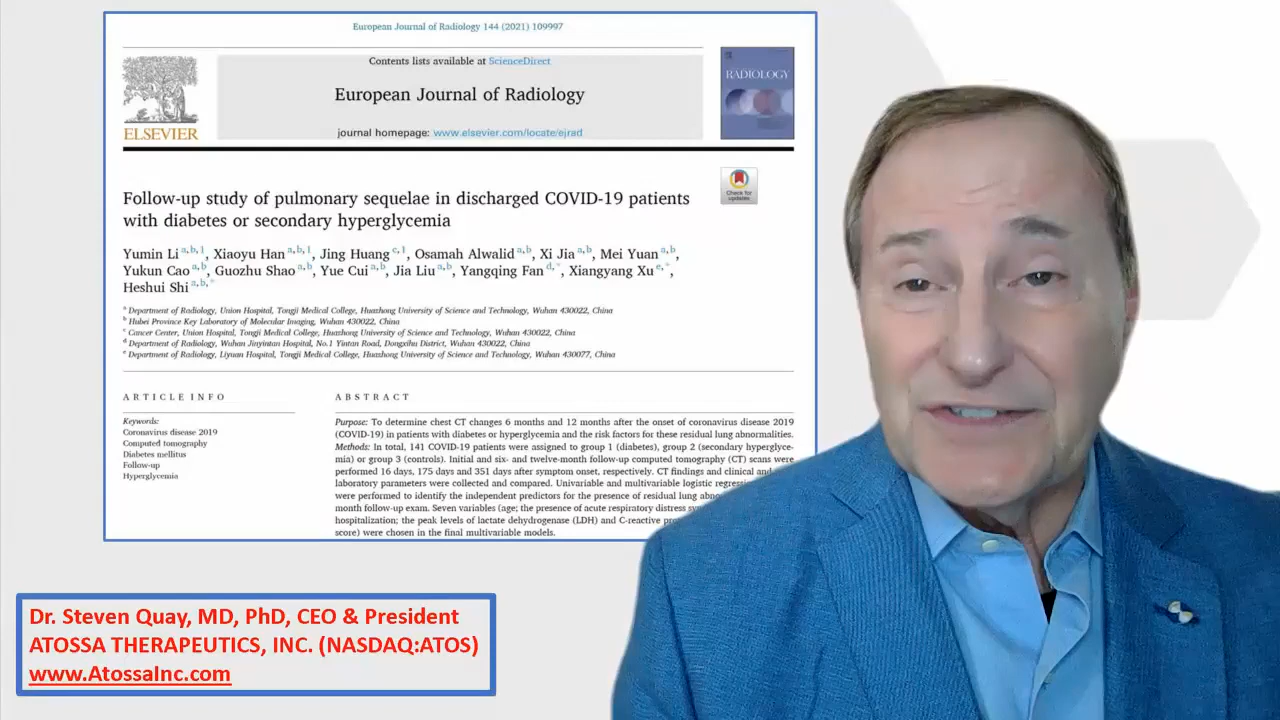 European Journal of Radiology 144 (2021) 109997
Contents lists available at ScienceDirect
European Journal of Radiology
journal homepage: www.elsevier.com/locate/ejrad
ELSEVIER
RADIOLOGY
Check for
updates
Follow-up study of pulmonary sequelae in discharged COVID-19 patients
with diabetes or secondary hyperglycemia
Yumin Li a,b,1, Xiaoyu Han a,b,1, Jing Huang c,1, Osamah Alwalid a,b, Xi Jia a,b, Mei Yuan a,b,
Yukun Cao a,b, Guozhu Shao a,b, Yue Cui a,b, Jia Liu a,b, Yangqing Fan d,*, Xiangyang Xu e,*,
Heshui Shi a,b,*
a Department of Radiology, Union Hospital, Tongji Medical College, Huazhong University of Science and Technology, Wuhan 430022, China
b Hubei Province Key Laboratory of Molecular Imaging, Wuhan 430022, China
c Cancer Center, Union Hospital, Tongji Medical College, Huazhong University of Science and Technology, Wuhan 430022, China
d Department of Radiology, Wuhan Jinyintan Hospital, No.1 Yintan Road, Dongxihu District, Wuhan 430022, China
e Department of Radiology, Liyuan Hospital, Tongji Medical College, Huazhong University of Science and Technology, Wuhan 430077, China
ARTICLE INFO
Keywords:
Coronavirus disease 2019
Computed tomography
Diabetes mellitus
Follow-up
Hyperglycemia
ABSTRACT
Purpose: To determine chest CT changes 6 months and 12 months after the onset of coronavirus disease 2019
(COVID-19) in patients with diabetes or hyperglycemia and the risk factors for these residual lung abnormalities.
Methods: In total, 141 COVID-19 patients were assigned to group 1 (diabetes), group 2 (secondary hyperglyce-
mia) or group 3 (controls). Initial and six- and twelve-month follow-up computed tomography (CT) scans were
performed 16 days, 175 days and 351 days after symptom onset, respectively. CT findings and clinical and
laboratory parameters were collected and compared. Univariable and multivariable logistic
were performed to identify the independent predictors for the presence of residual lung
month follow-up exam. Seven variables (age; the presence of acute respiratory distress
hospitalization; the peak levels of lactate dehydrogenase (LDH) and C-reactive
score) were chosen in the final multivariable models.
Dr. Steven Quay, MD, PhD, CEO & President
ATOSSA THERAPEUTICS, INC. (NASDAQ:ATOS)
www.AtossaInc.com